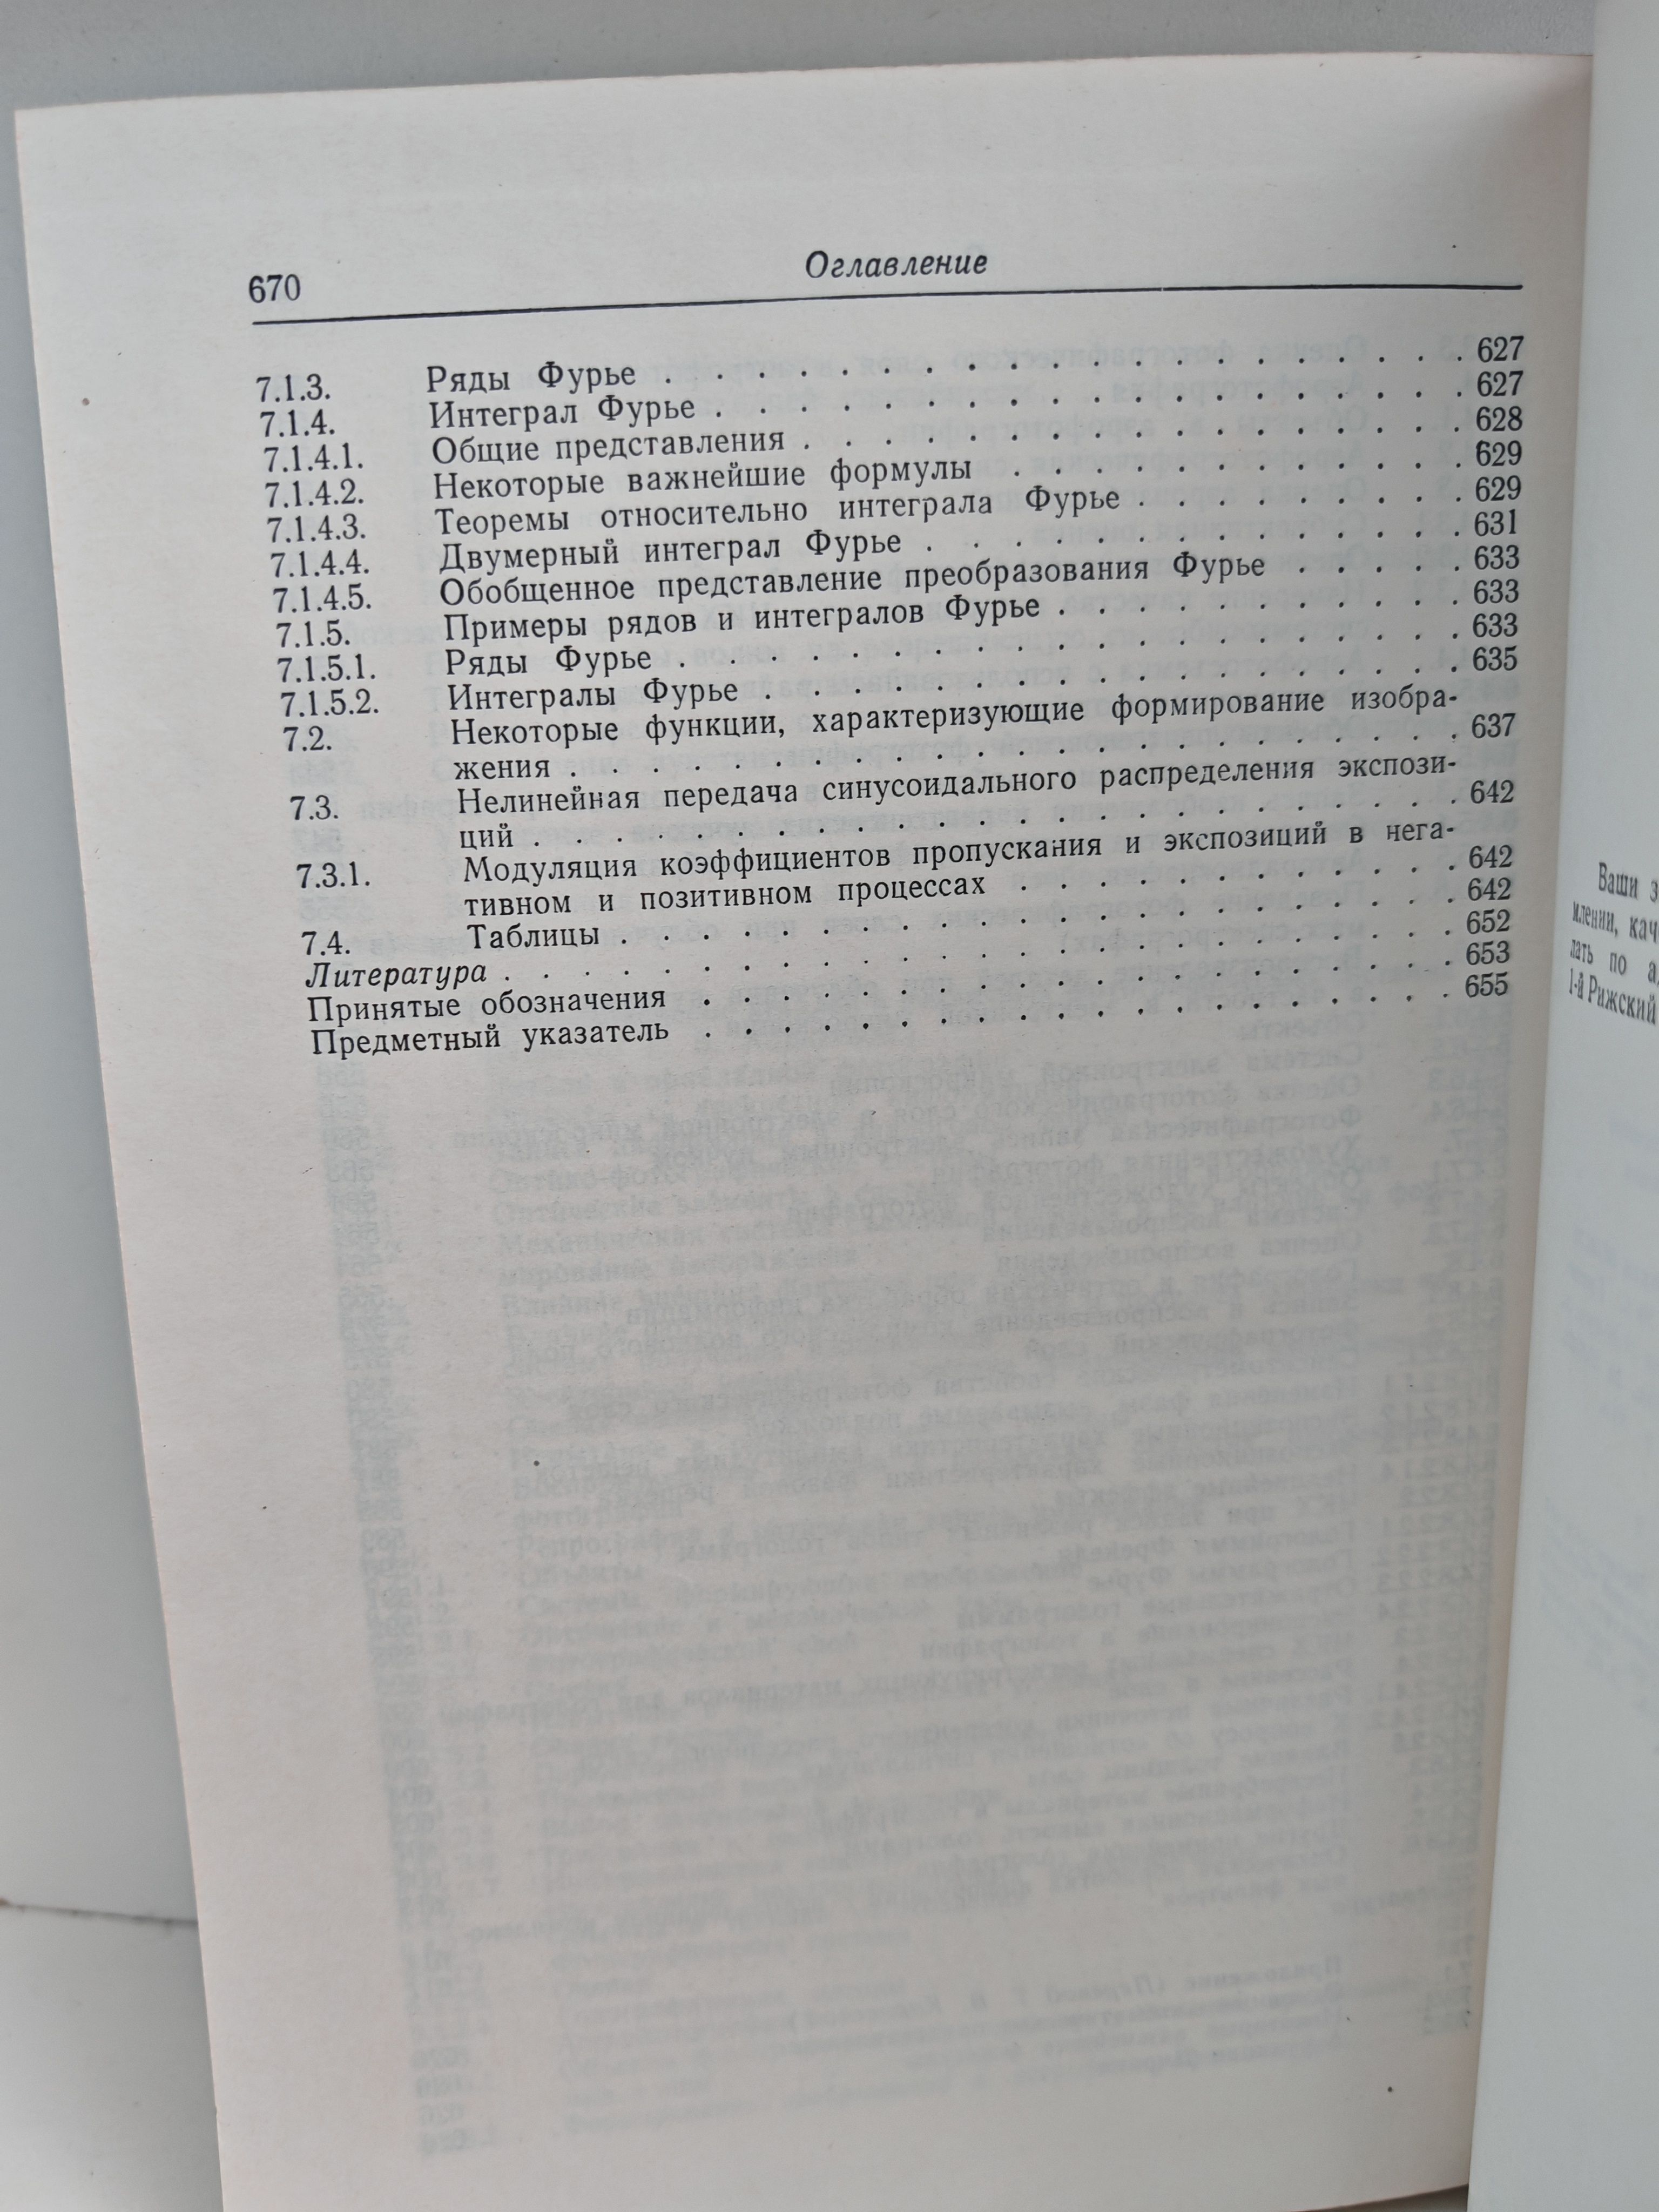 670
Оглавление
7.1.3. Ряды Фурье . . . . . . . . . . . . . . . . . . . . 627
7.1.4. Интеграл Фурье . . . . . . . . . . . . . . . . . . 627
7.1.4.1. Общие представления . . . . . . . . . . . . . . . . 628
7.1.4.2. Некоторые важнейшие формулы . . . . . . . . . . . 629
7.1.4.3. Теоремы относительно интеграла Фурье . . . . . . . . 629
7.1.4.4. Двумерный интеграл Фурье . . . . . . . . . . . . . 631
7.1.4.5. Обобщенное представление преобразования Фурье . . . . . 633
7.1.5. Примеры рядов и интегралов Фурье . . . . . . . . . . 633
7.1.5.1. Ряды Фурье . . . . . . . . . . . . . . . . . . . . 633
7.1.5.2. Интегралы Фурье . . . . . . . . . . . . . . . . . 635
7.2. Некоторые функции, характеризующие формирование изобра-
жения . . . . . . . . . . . . . . . . . . . . . . 637
7.3. Нелинейная передача синусоидального распределения экспози-
ций . . . . . . . . . . . . . . . . . . . . . . . 642
7.3.1. Модуляция коэффициентов пропускания и экспозиций в нега-
тивном и позитивном процессах . . . . . . . . . . . 642
7.4. Таблицы . . . . . . . . . . . . . . . . . . . . . 642
Литература . . . . . . . . . . . . . . . . . . . . . . . . 652
Принятые обозначения . . . . . . . . . . . . . . . . . . . 653
Предметный указатель . . . . . . . . . . . . . . . . . . . 655
Ваши
лать по
1-й Рижский